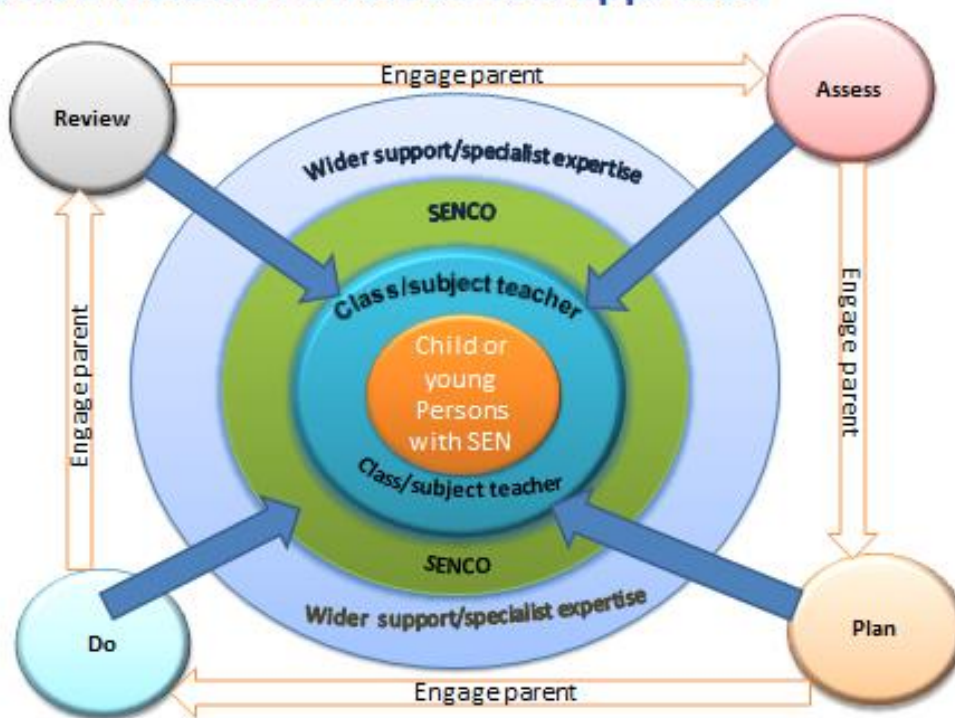 Engage parent
Review
Assess
Wider support/specialist expertise
SENCO
Class/subject teacher
Child or
young
Persons
with SEN
Class/subject teacher
SENCO
Wider support/specialist expertise
Engage parent
Engage parent
Do
Plan
Engage parent